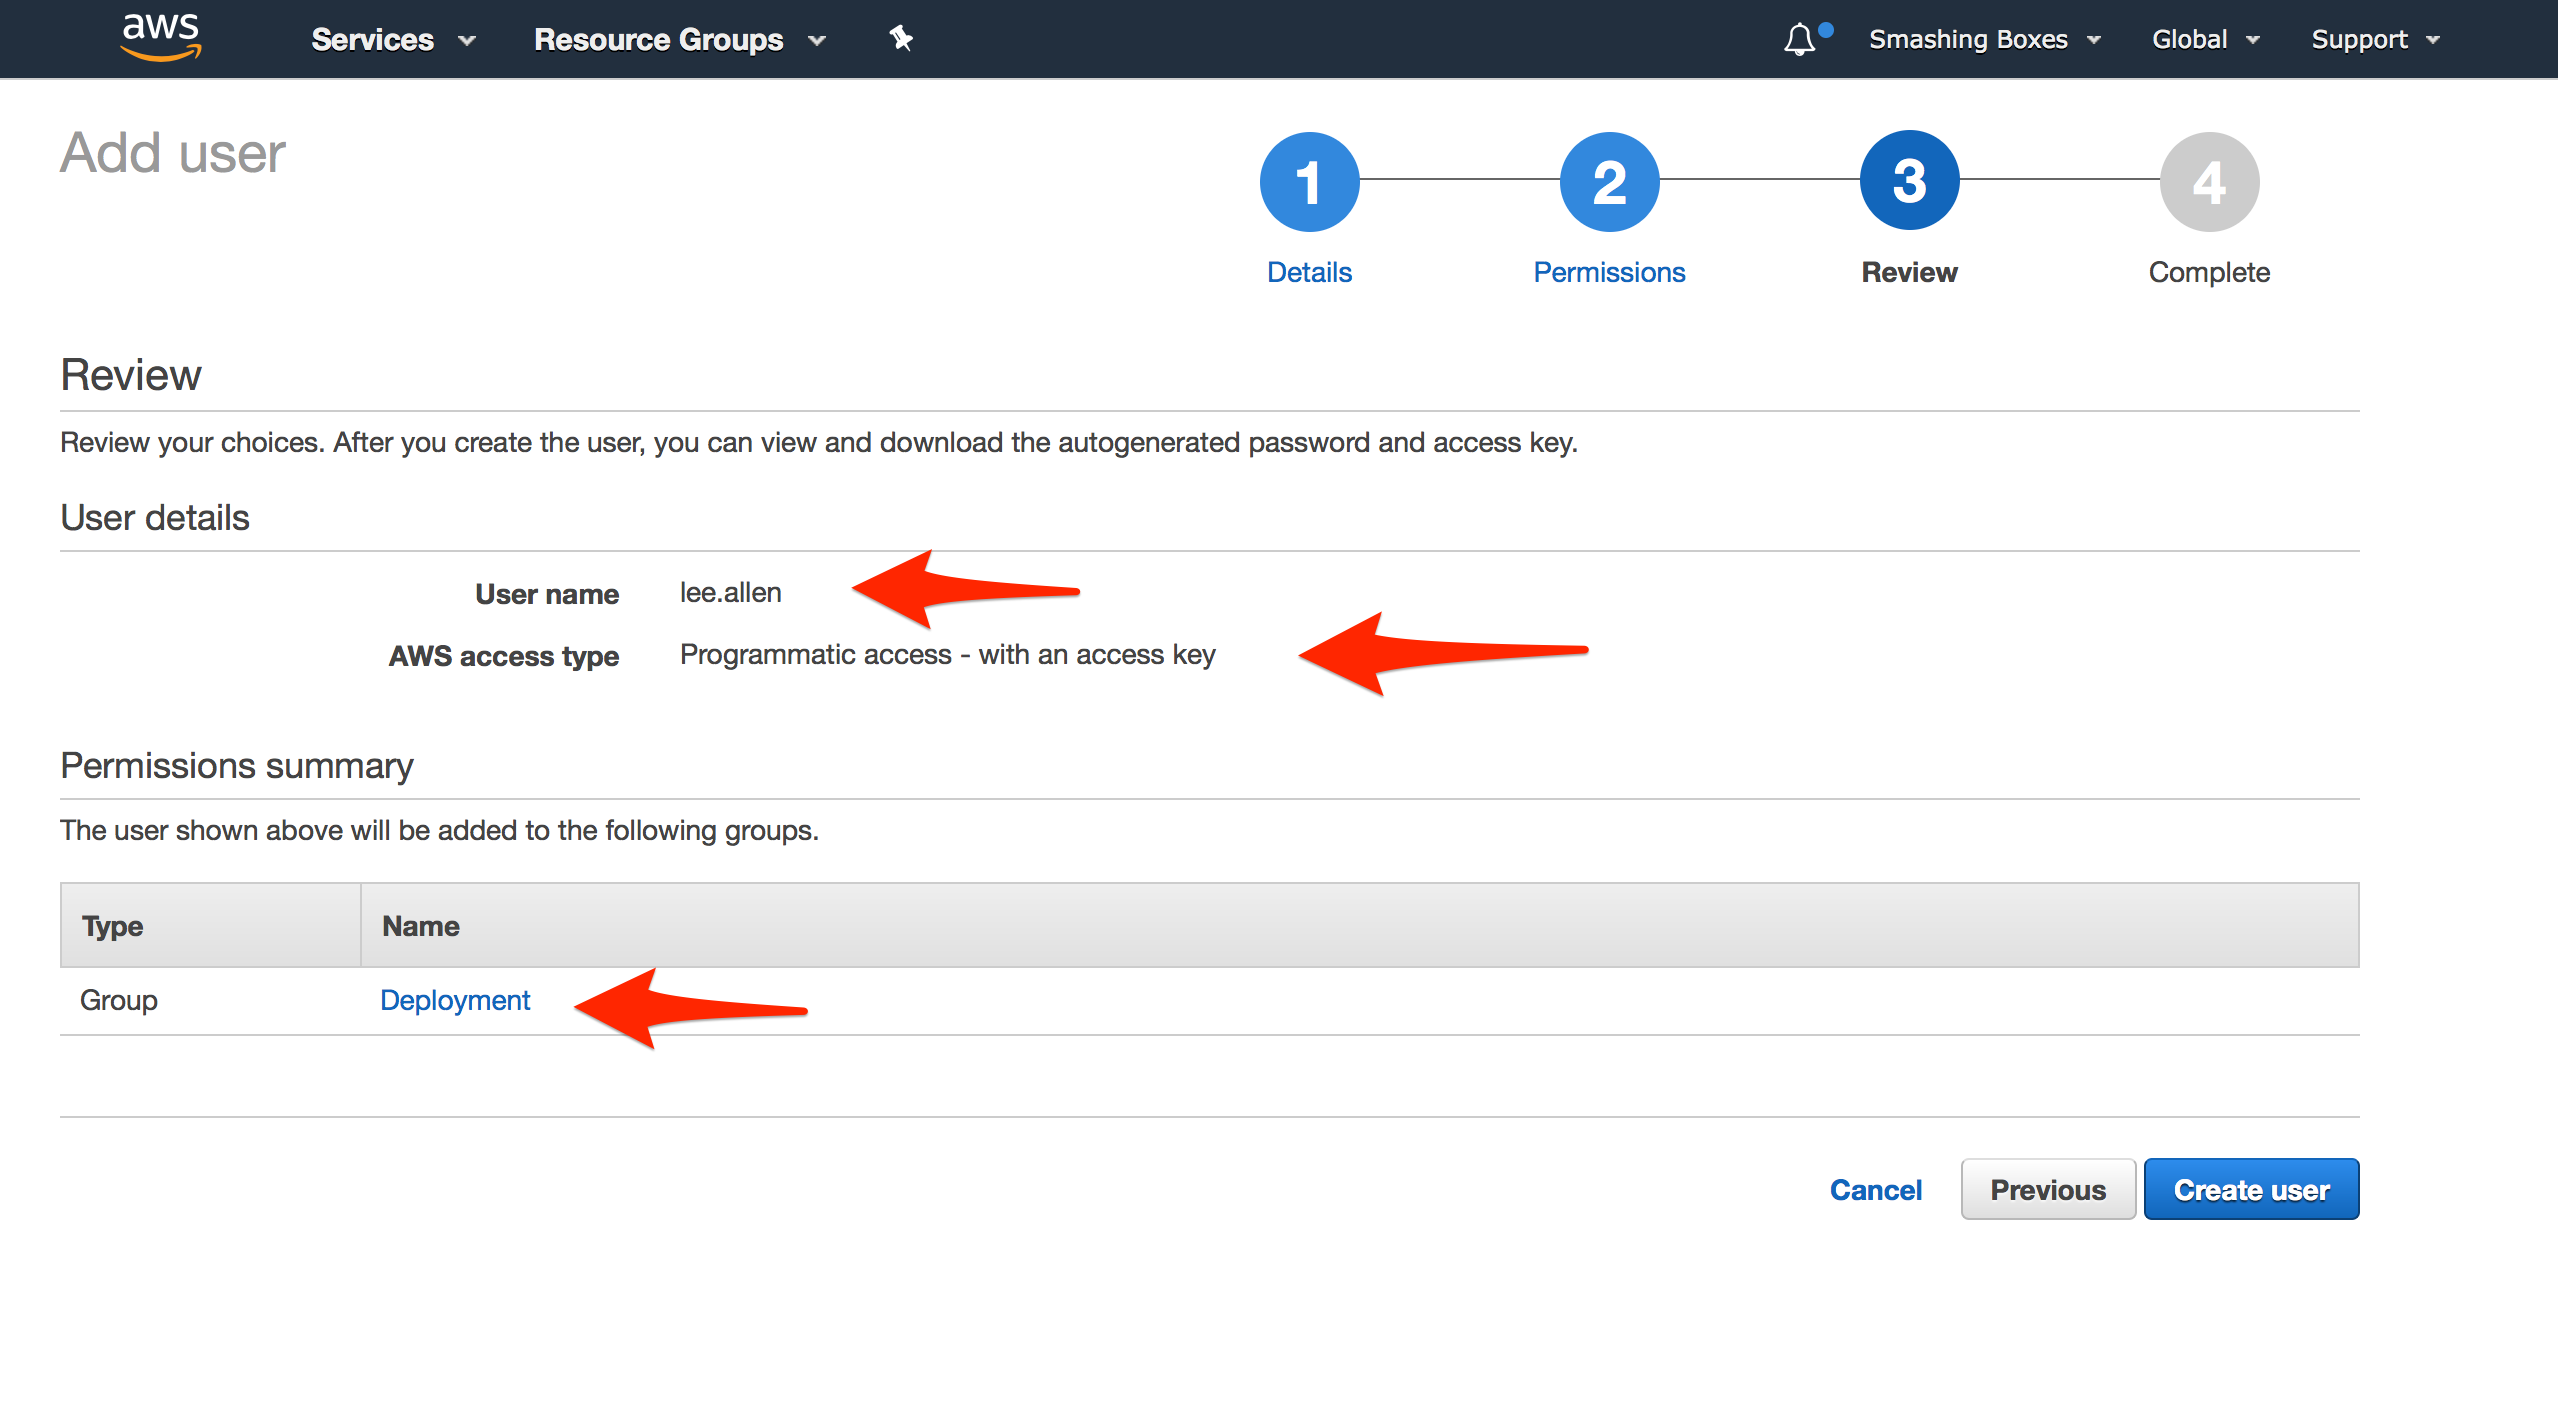 aws Services Resource Groups Smashing Boxes Global Support
Add user
1 2 3 4
Details Permissions Review Complete
Review
Review your choices. After you create the user, you can view and download the autogenerated password and access key.
User details
User name lee.allen
AWS access type Programmatic access - with an access key
Permissions summary
The user shown above will be added to the following groups.
Type Name
Group Deployment
Cancel Previous Create user